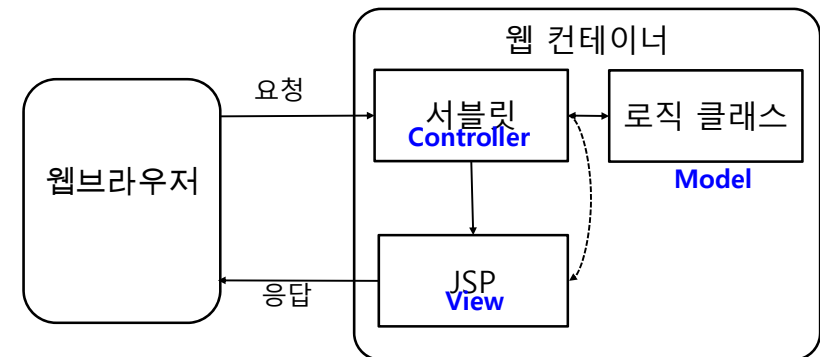 웹 컨테이너
요청
서블릿
Controller
로직 클래스
Model
웹브라우저
JSP
View
응답